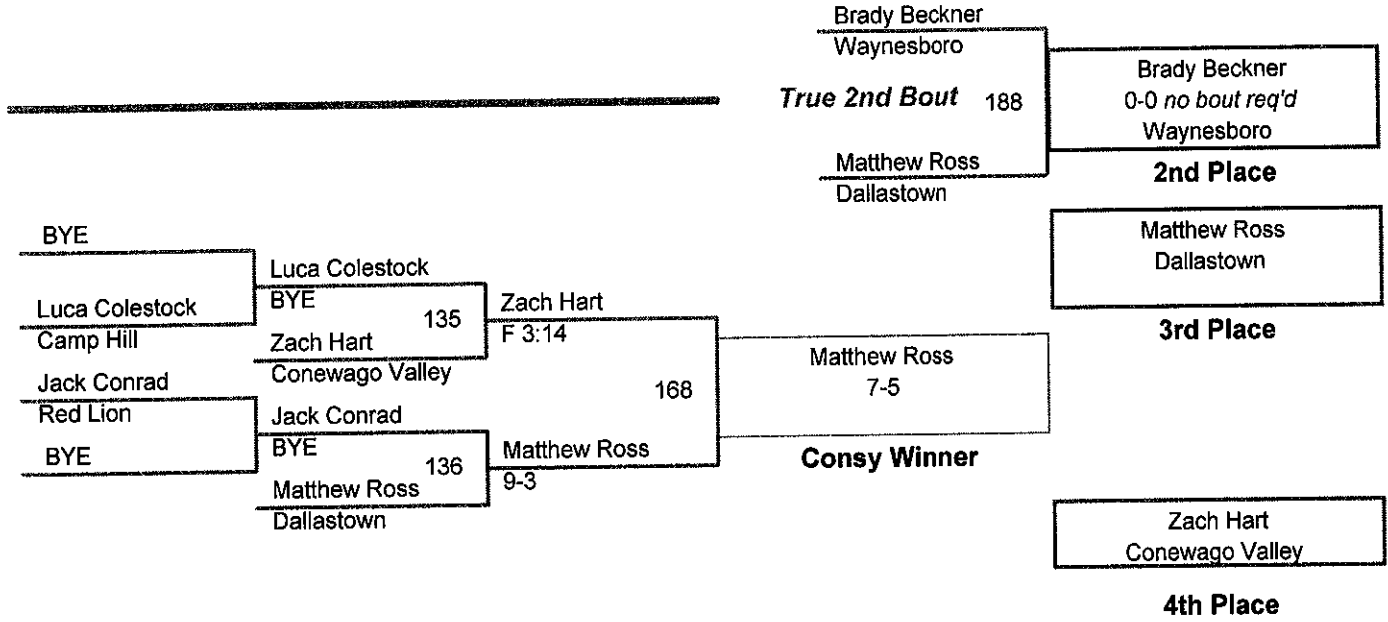 Brady Beckner
Waynesboro
True 2nd Bout 188
Matthew Ross
Dallastown
Brady Beckner
0-0 no bout req'd
Waynesboro
2nd Place
Matthew Ross
Dallastown
3rd Place
BYE
Luca Colestock
Camp Hill
Jack Conrad
Red Lion
BYE
Luca Colestock
BYE
135
Zach Hart
Conewago Valley
Jack Conrad
BYE
136
Matthew Ross
Dallastown
Zach Hart
F 3:14
168
Matthew Ross
9-3
Matthew Ross
7-5
Consy Winner
Zach Hart
Conewago Valley
4th Place